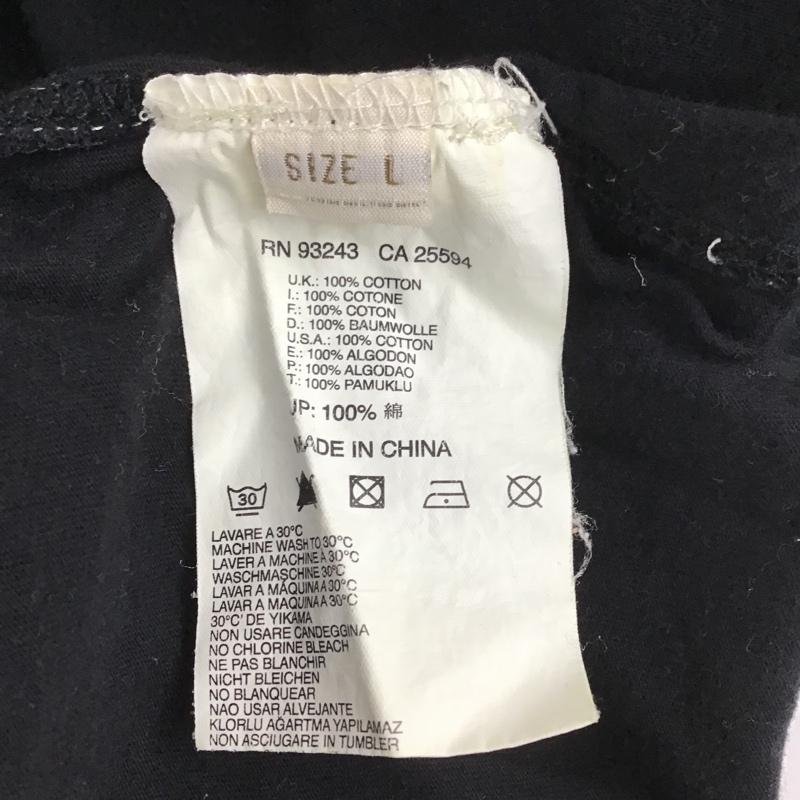 SIZE L
RN 93243 CA 25594
U.K.: 100% COTTON
I.: 100% COTONE
F.: 100% COTON
D.: 100% BAUMWOLLE
U.S.A.: 100% COTTON
E.: 100% ALGODON
P.: 100% ALGODAO
T.: 100% PAMUKLU
JP: 100% 綿
MADE IN CHINA
30
LAVARE A 30°C
MACHINE WASH TO 30°C
LAVER A MACHINE À 30°C
WASCHMASCHINE 30°C
LAVAR A MÁQUINA A 30°C
LAVAR A MAQUINA A 30°C
30°C' DE YIKAMA
NON USARE CANDEGGINA
NO CHLORINE BLEACH
NE PAS BLANCHIR
NICHT BLEICHEN
NO BLANQUEAR
NAO USAR ALVEJANTE
KLORLU AĞARTMA YAPILAMAZ
NON ASCIUGARE IN TUMBLER